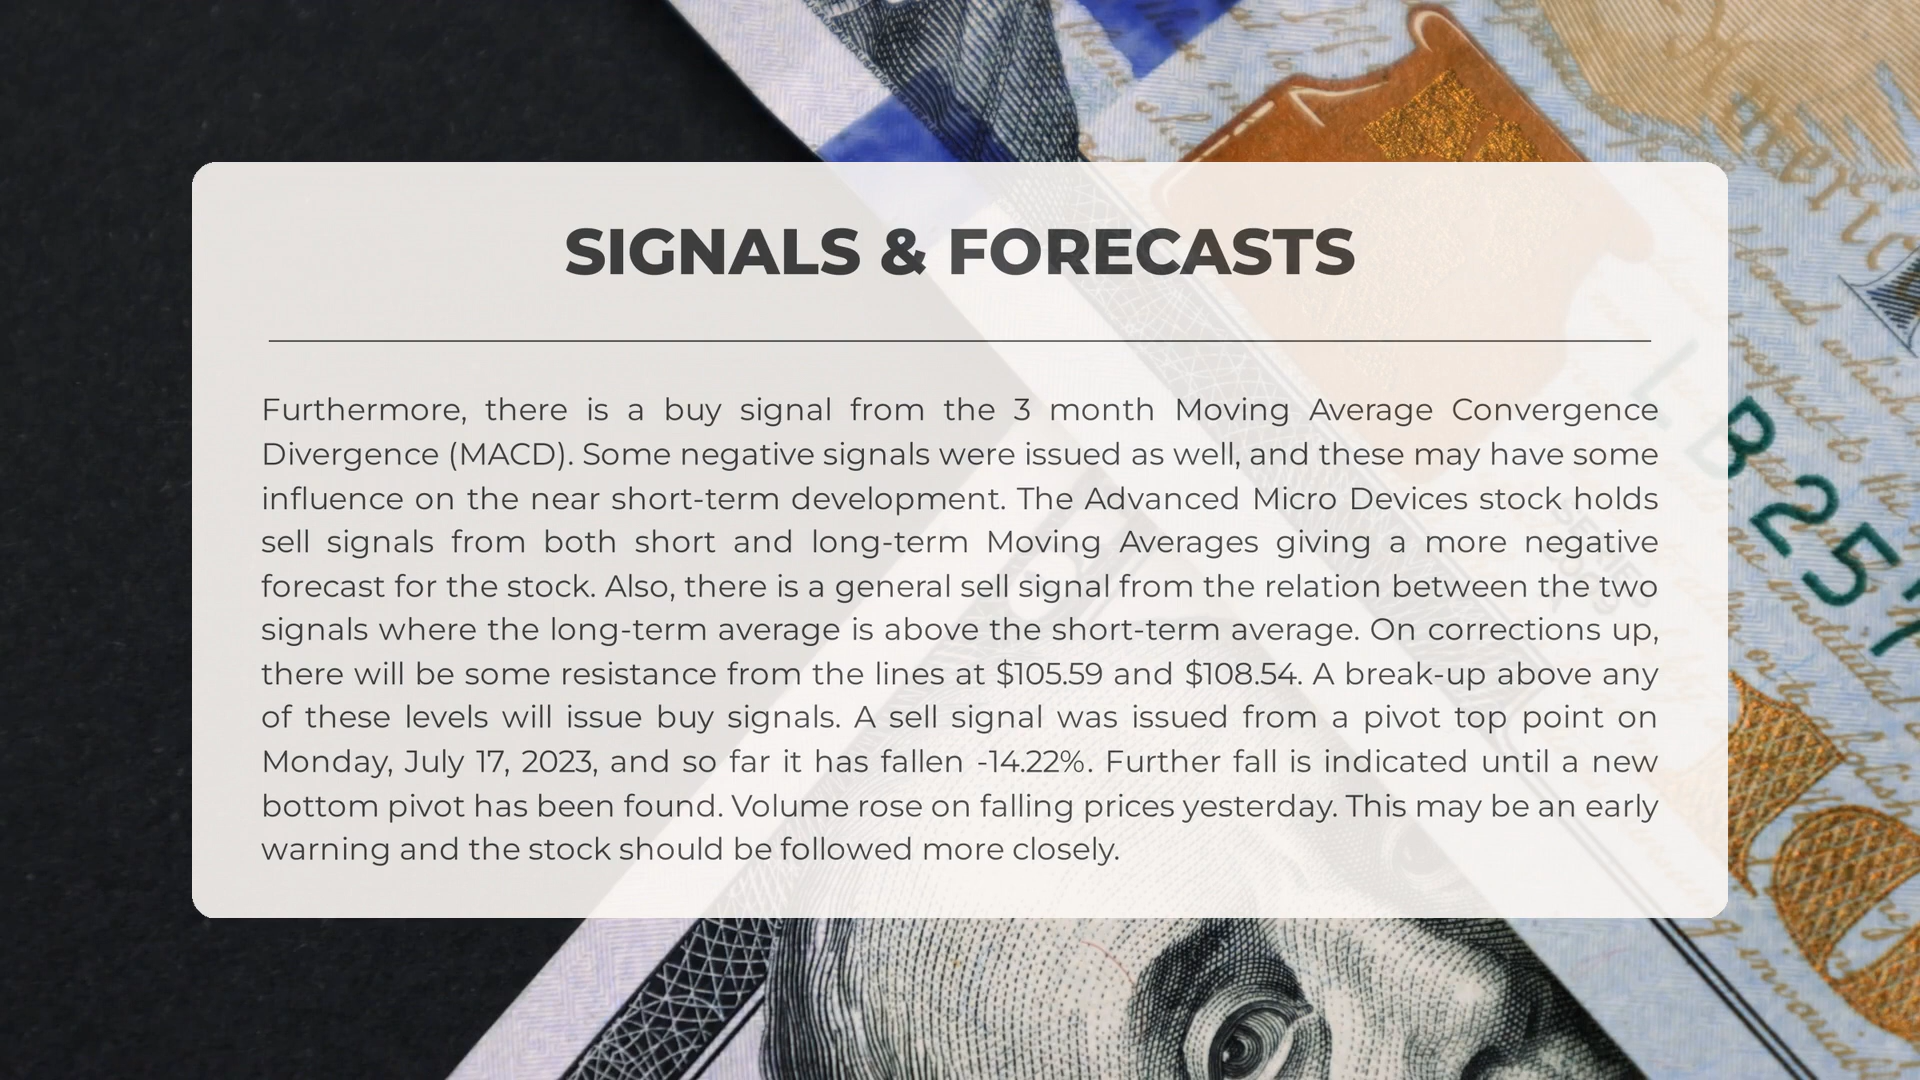 SIGNALS & FORECASTS
Furthermore, there is a buy signal from the 3 month Moving Average Convergence
Divergence (MACD). Some negative signals were issued as well, and these may have some
influence on the near short-term development. The Advanced Micro Devices stock holds
sell signals from both short and long-term Moving Averages giving a more negative
forecast for the stock. Also, there is a general sell signal from the relation between the two
signals where the long-term average is above the short-term average. On corrections up,
there will be some resistance from the lines at $105.59 and $108.54. A break-up above any
of these levels will issue buy signals. A sell signal was issued from a pivot top point on
Monday, July 17, 2023, and so far it has fallen -14.22%. Further fall is indicated until a new
bottom pivot has been found. Volume rose on falling prices yesterday. This may be an early
warning and the stock should be followed more closely.